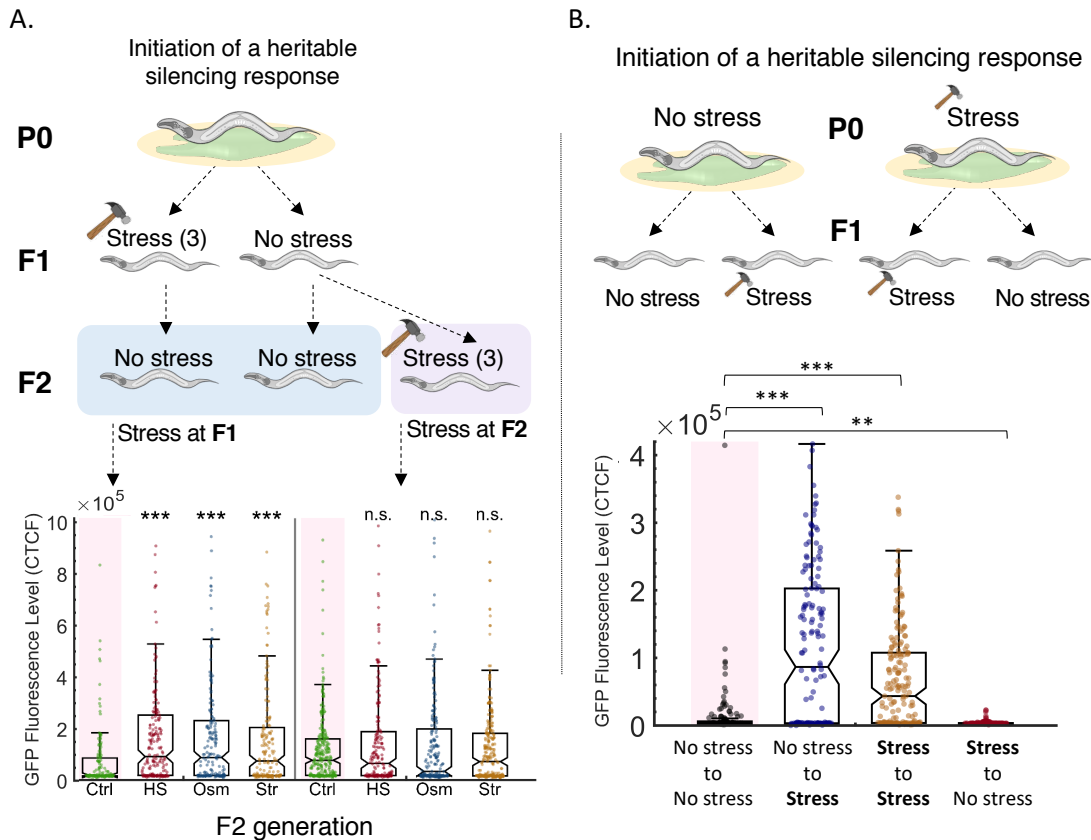 A.
Initiation of a heritable
silencing response
P0
Stress (3)
No stress
F1
No stress
No stress
Stress (3)
F2
Stress at F1
Stress at F2
×10⁵
***
***
***
n.s.
n.s.
n.s.
GFP Fluorescence Level (CTCF)
10
8
6
4
2
0
Ctrl
HS
Osm
Str
Ctrl
HS
Osm
Str
F2 generation
B.
Initiation of a heritable silencing response
No stress
P0
Stress
F1
No stress
Stress
Stress
No stress
***
***
**
×10⁵
GFP Fluorescence Level (CTCF)
4
3
2
1
0
No stress
to
No stress
No stress
to
Stress
Stress
to
Stress
Stress
to
No stress